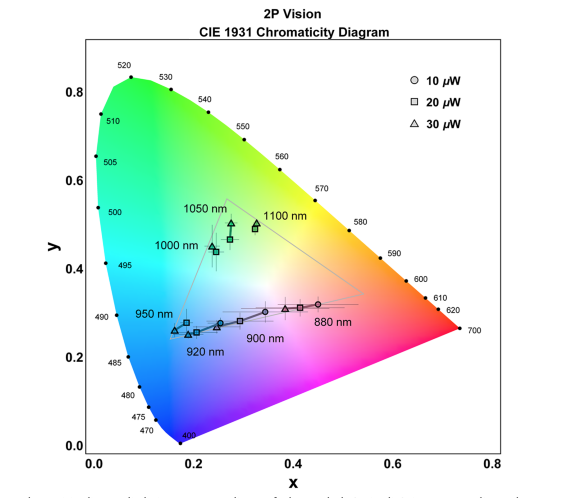 2P Vision
CIE 1931 Chromaticity Diagram
10 μW
20 μW
30 μW
520
530
540
550
560
570
580
590
600
610
620
700
510
505
500
495
490
485
480
475
470
400
1050 nm
1100 nm
1000 nm
950 nm
920 nm
900 nm
880 nm
0.8
0.6
0.4
0.2
0.0
y
0.0 0.2 0.4 0.6 0.8
x